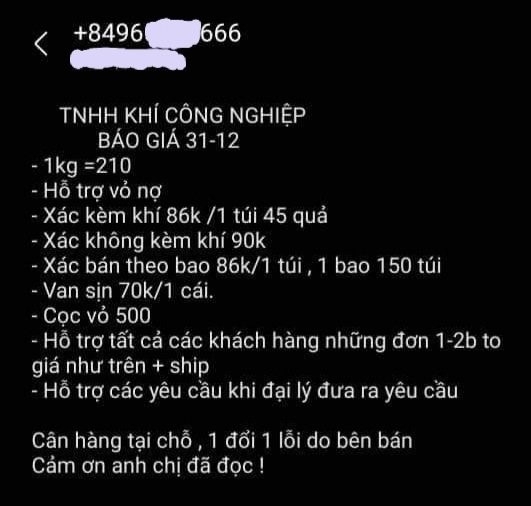 +8496 666
TNHH KHÍ CÔNG NGHIỆP
BÁO GIÁ 31-12
- 1kg =210
- Hỗ trợ vỏ nợ
- Xác kèm khí 86k /1 túi 45 quả
- Xác không kèm khí 90k
- Xác bán theo bao 86k/1 túi , 1 bao 150 túi
- Van sịn 70k/1 cái.
- Cọc vỏ 500
- Hỗ trợ tất cả các khách hàng những đơn 1-2b to
giá như trên + ship
- Hỗ trợ các yêu cầu khi đại lý đưa ra yêu cầu
Cân hàng tại chỗ , 1 đổi 1 lỗi do bên bán
Cảm ơn anh chị đã đọc !